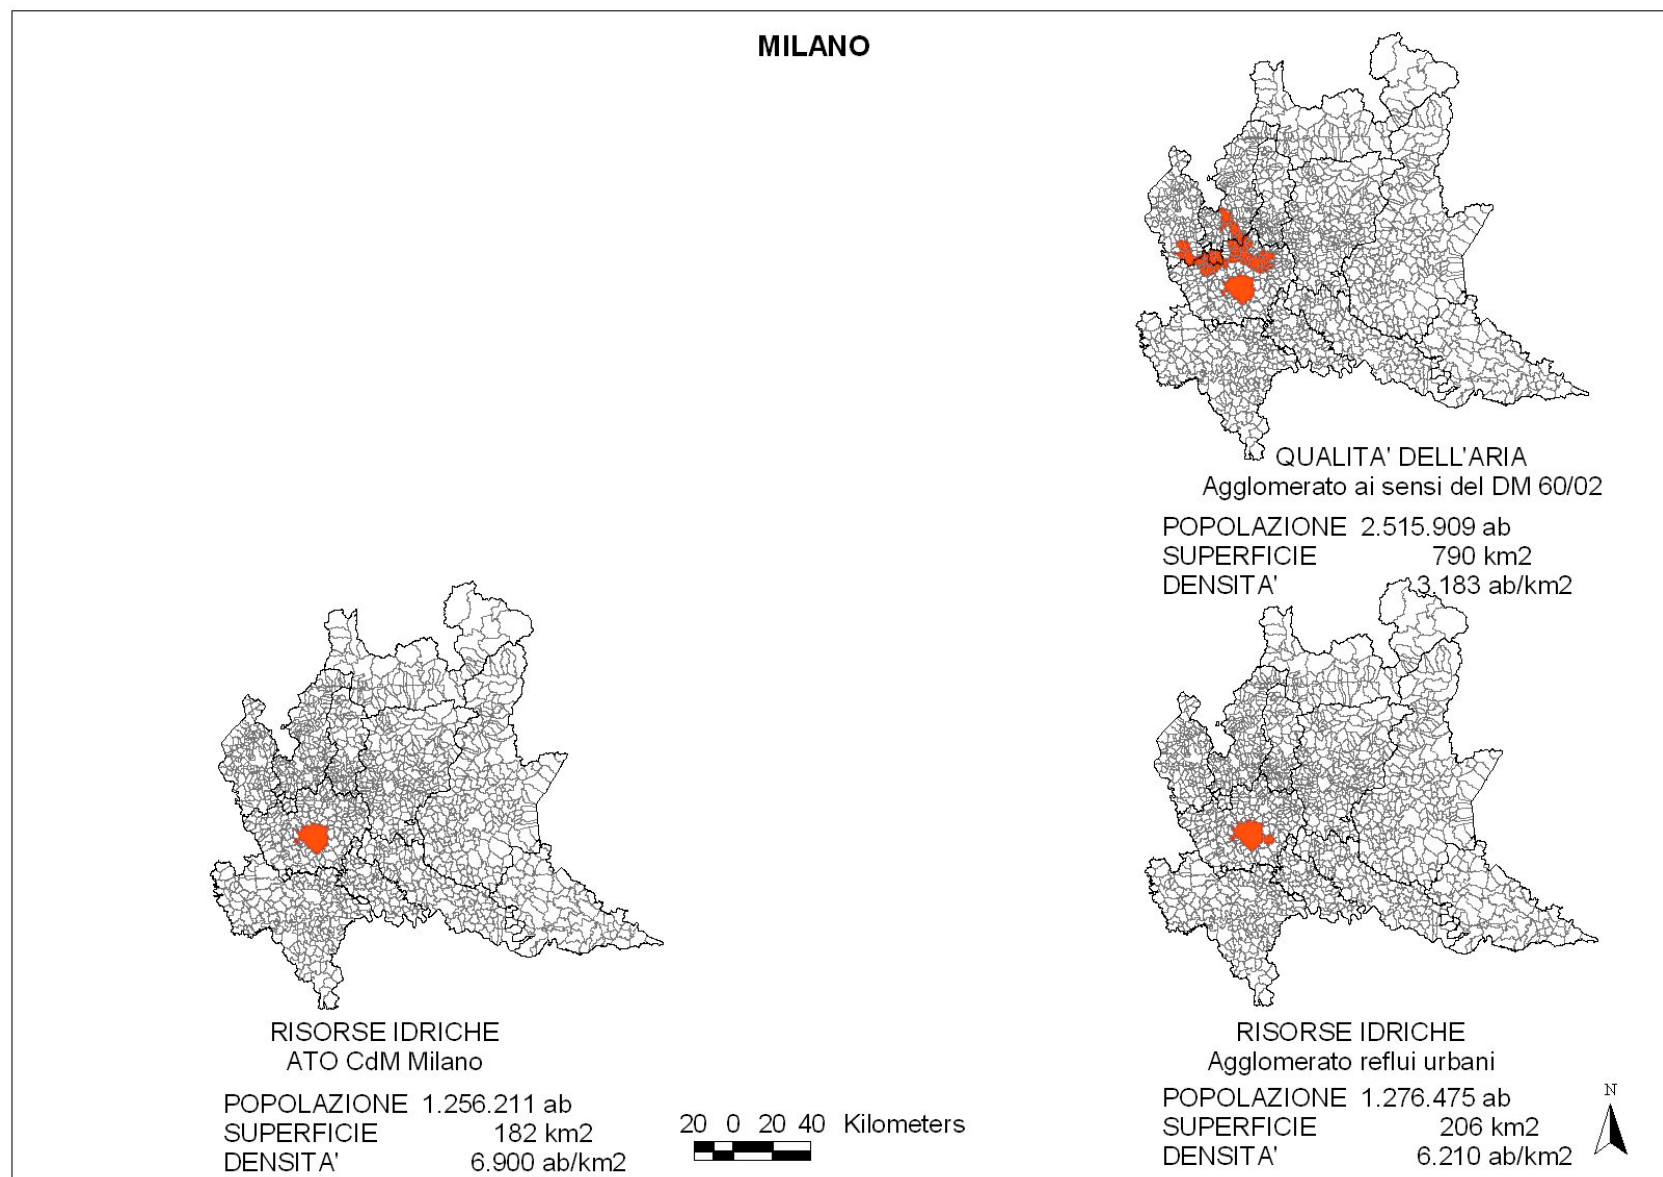 MILANO
QUALITA' DELL'ARIA
Agglomerato ai sensi del DM 60/02
POPOLAZIONE 2.515.909 ab
SUPERFICIE 790 km2
DENSITA' 3.183 ab/km2
RISORSE IDRICHE
ATO CdM Milano
POPOLAZIONE 1.256.211 ab
SUPERFICIE 182 km2
DENSITA' 6.900 ab/km2
20 0 20 40 Kilometers
RISORSE IDRICHE
Agglomerato reflui urbani
POPOLAZIONE 1.276.475 ab
SUPERFICIE 206 km2
DENSITA' 6.210 ab/km2
N